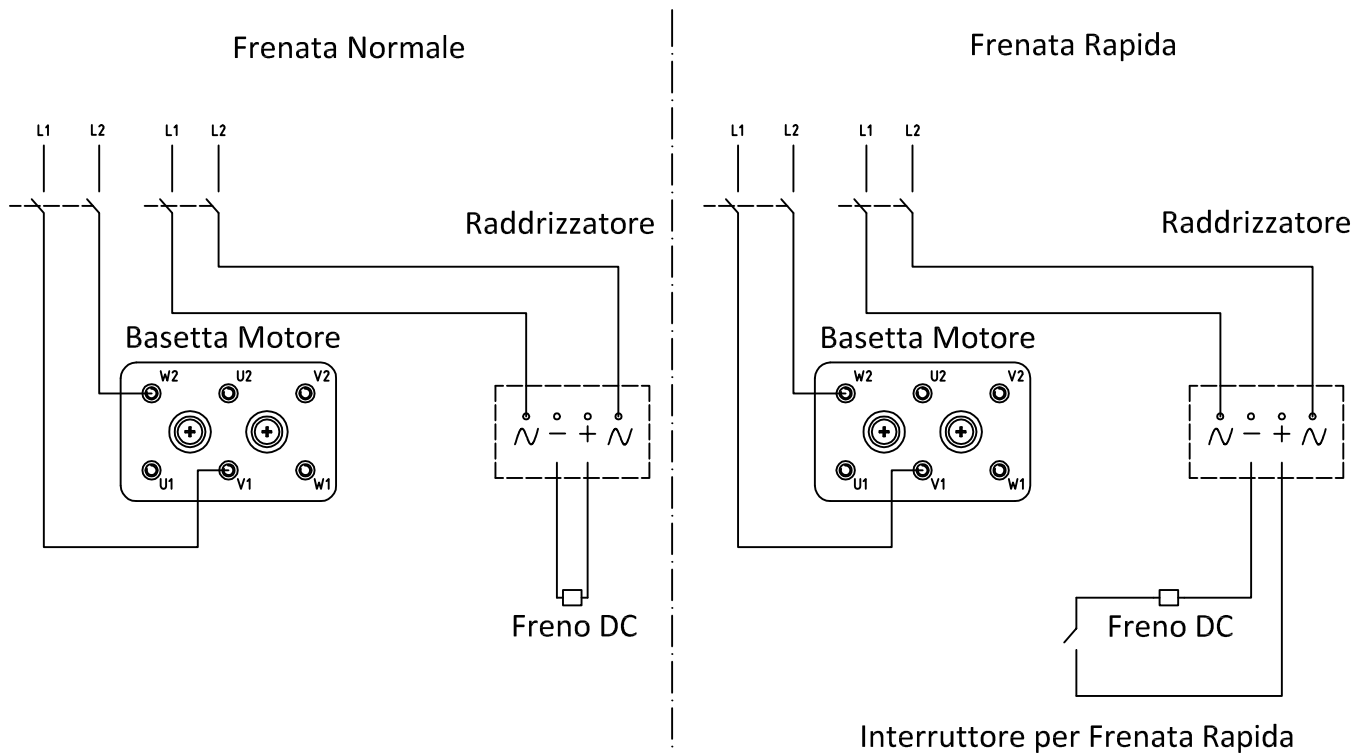 Frenata Normale
L1 L2 L1 L2
Raddrizzatore
Basetta Motore
W2 U2 V2
∿ − + ∿
U1 V1 W1
Freno DC
Frenata Rapida
L1 L2 L1 L2
Raddrizzatore
Basetta Motore
W2 U2 V2
∿ − + ∿
U1 V1 W1
Freno DC
Interruttore per Frenata Rapida